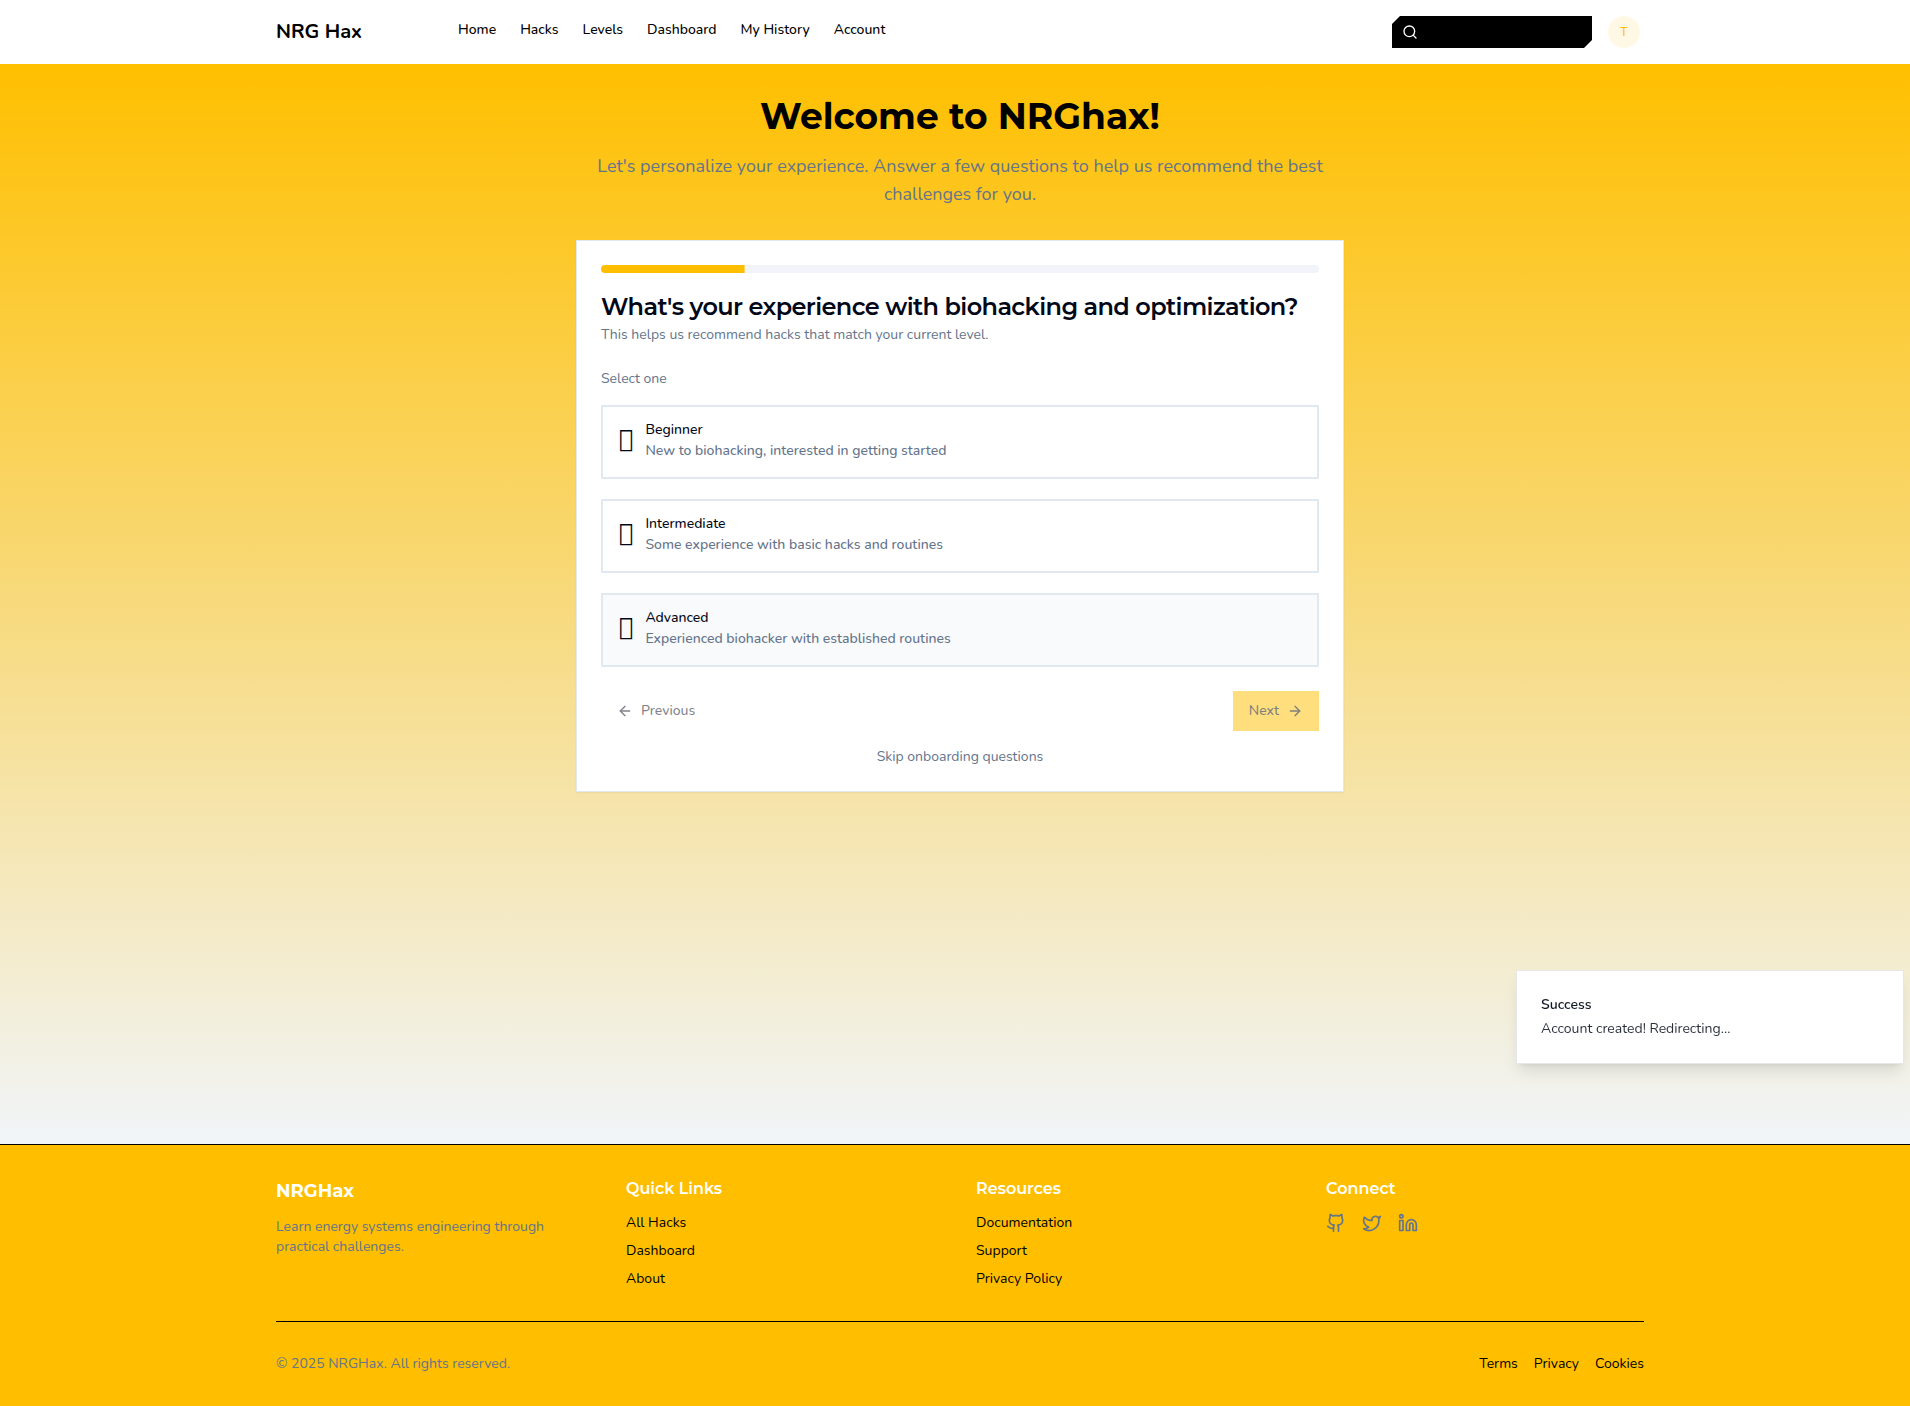 NRG Hax
Home Hacks Levels Dashboard My History Account
T
Welcome to NRGhax!
Let's personalize your experience. Answer a few questions to help us recommend the best
challenges for you.
What's your experience with biohacking and optimization?
This helps us recommend hacks that match your current level.
Select one
Beginner
New to biohacking, interested in getting started
Intermediate
Some experience with basic hacks and routines
Advanced
Experienced biohacker with established routines
Previous
Next
Skip onboarding questions
Success
Account created! Redirecting...
NRGHax
Learn energy systems engineering through
practical challenges.
Quick Links
All Hacks
Dashboard
About
Resources
Documentation
Support
Privacy Policy
Connect
© 2025 NRGHax. All rights reserved.
Terms Privacy Cookies